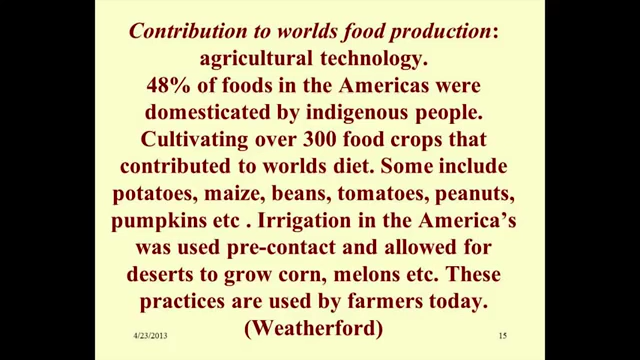 Contribution to worlds food production:
agricultural technology.
48% of foods in the Americas were
domesticated by indigenous people.
Cultivating over 300 food crops that
contributed to worlds diet. Some include
potatoes, maize, beans, tomatoes, peanuts,
pumpkins etc . Irrigation in the America’s
was used pre-contact and allowed for
deserts to grow corn, melons etc. These
practices are used by farmers today.
(Weatherford)
4/23/2013
15